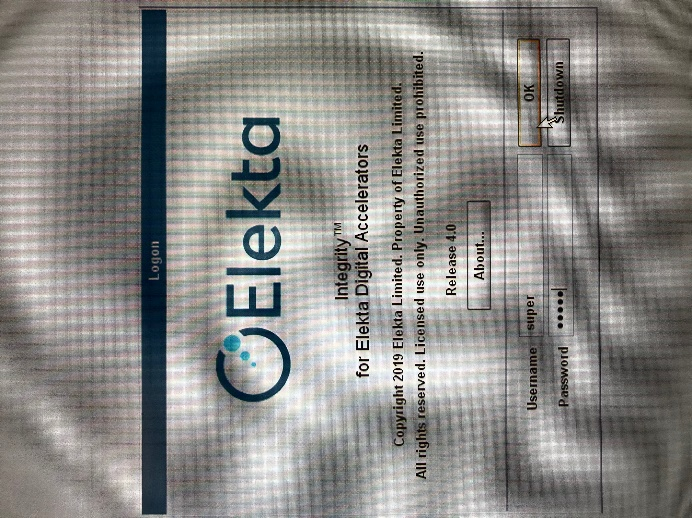 Logon
Elekta
Integrity™
for Elekta Digital Accelerators
Copyright 2019 Elekta Limited. Property of Elekta Limited.
All rights reserved. Licensed use only. Unauthorized use prohibited.
Release 4.0
About...
Username super OK
Password ••••• Shutdown